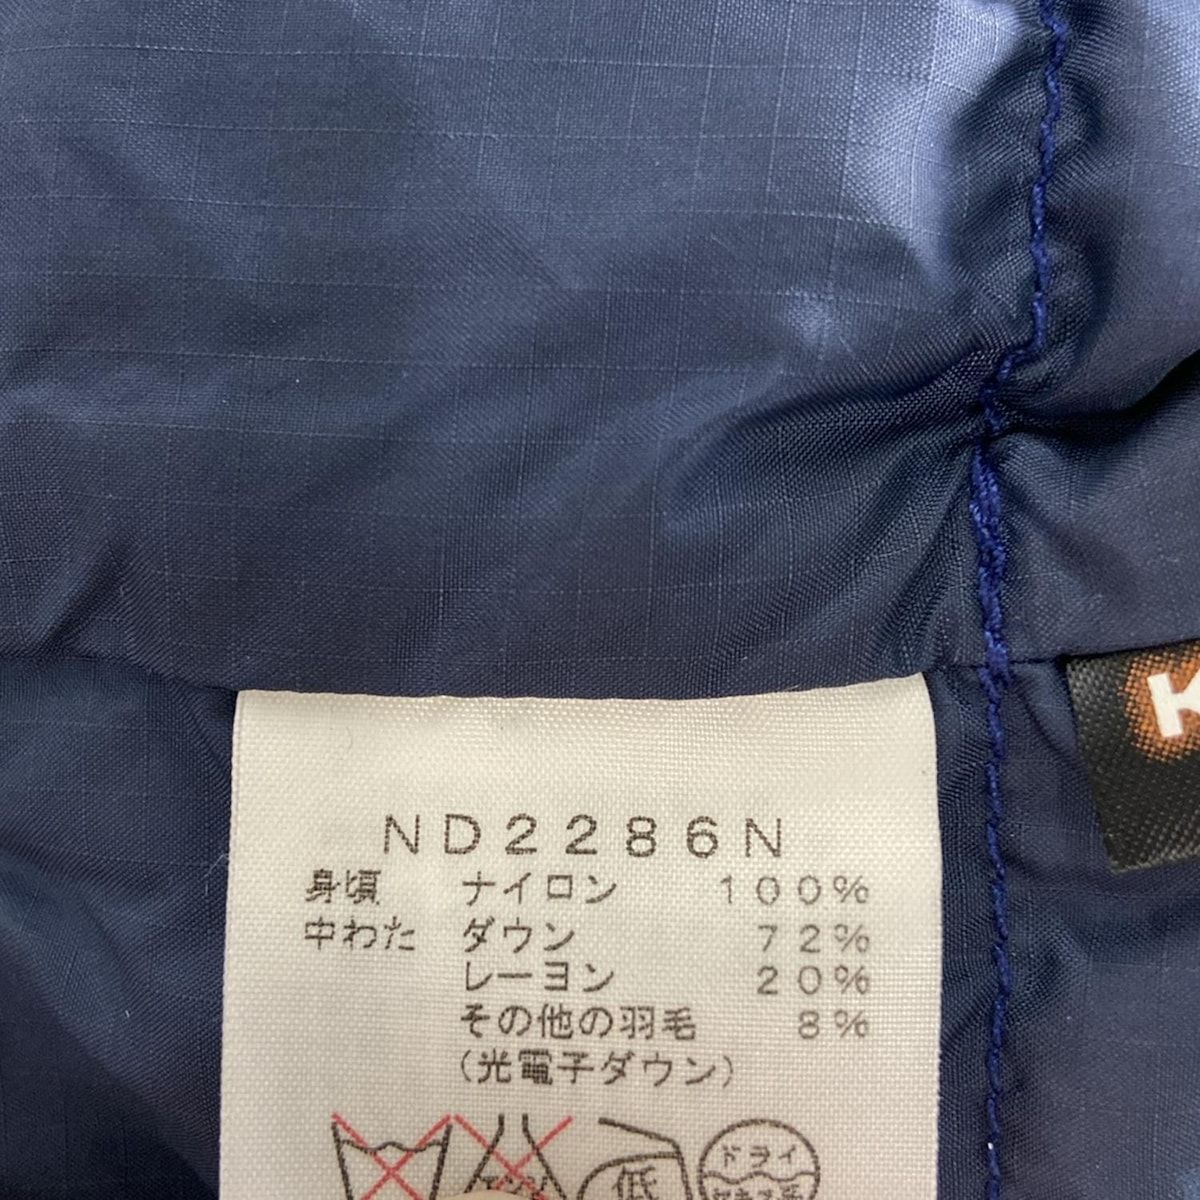 ND2286N
身頃 ナイロン 100%
中わた ダウン 72%
レーヨン 20%
その他の羽毛 8%
(光電子ダウン)
K
低
ドライ